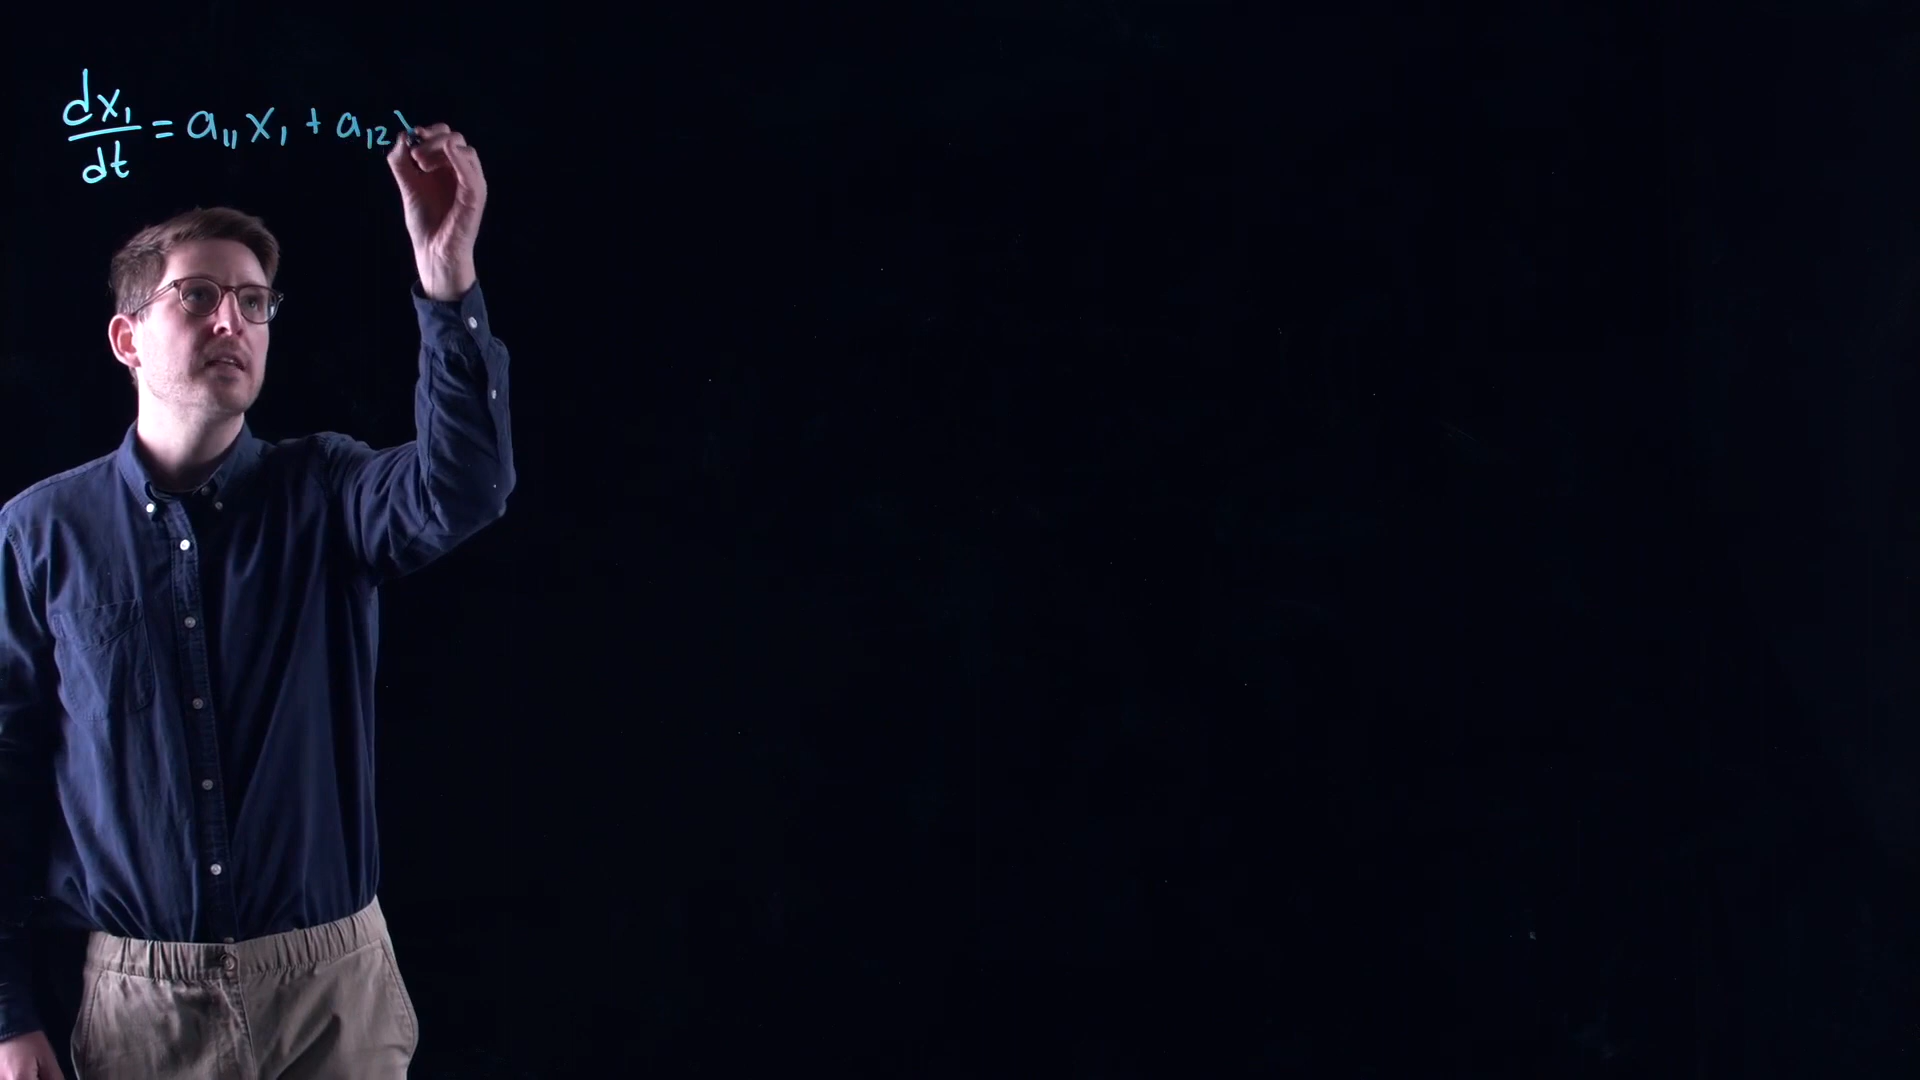 dx₁/dt = a₁₁x₁ + a₁₂